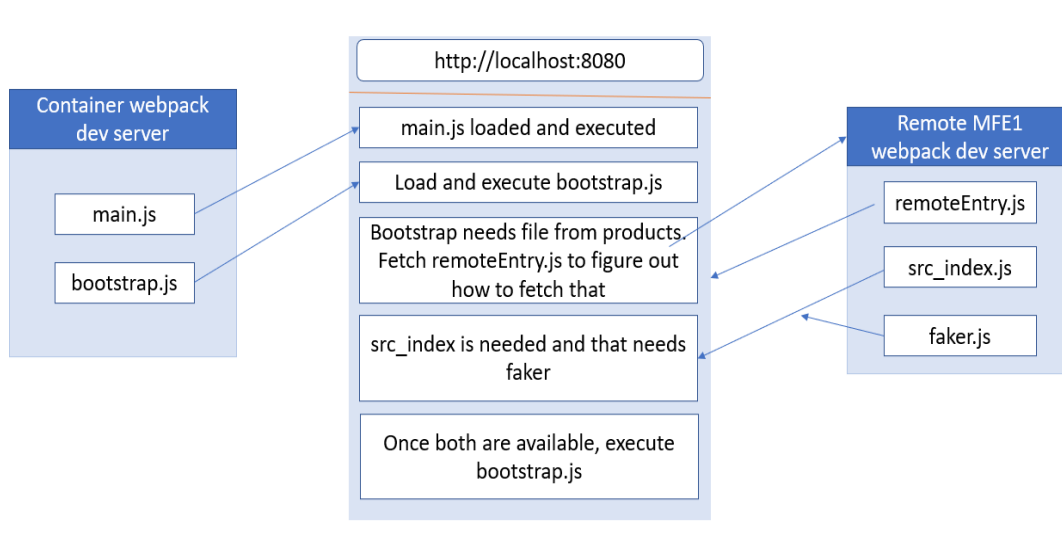 Container webpack
dev server
main.js
bootstrap.js
http://localhost:8080
main.js loaded and executed
Load and execute bootstrap.js
Bootstrap needs file from products.
Fetch remoteEntry.js to figure out
how to fetch that
src_index is needed and that needs
faker
Once both are available, execute
bootstrap.js
Remote MFE1
webpack dev server
remoteEntry.js
src_index.js
faker.js